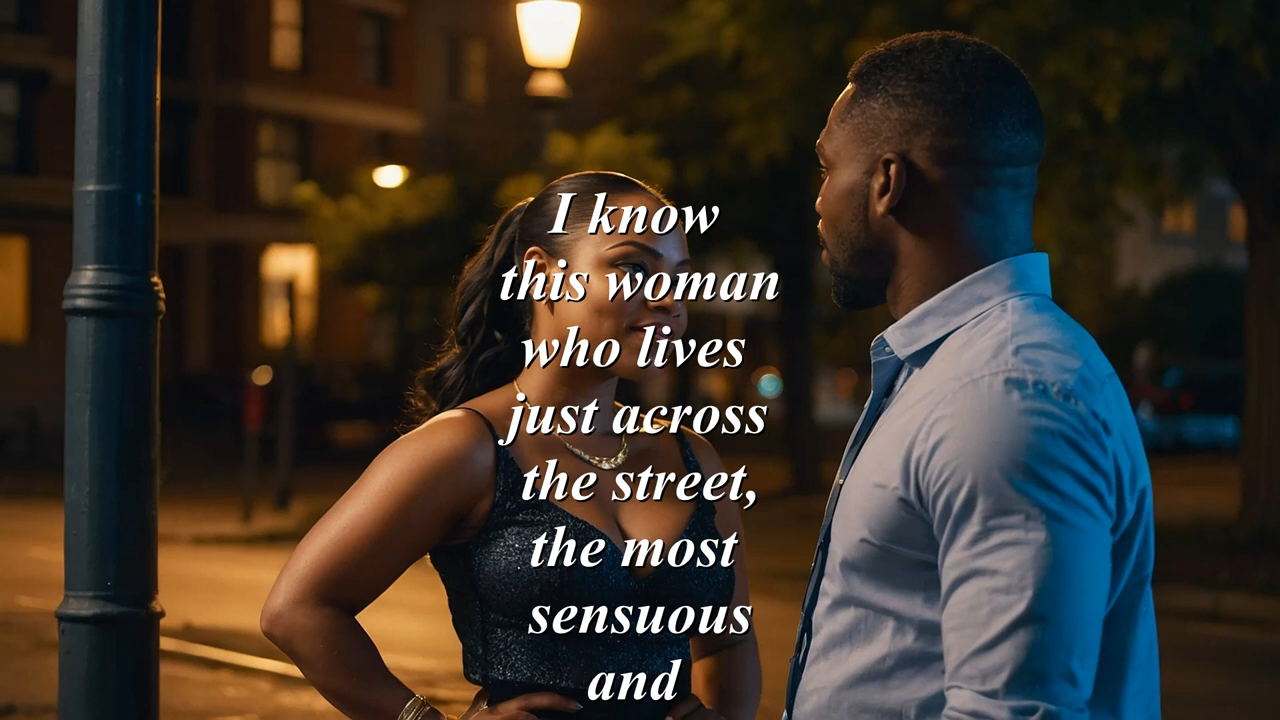 I know
this woman
who lives
just across
the street,
the most
sensuous
and